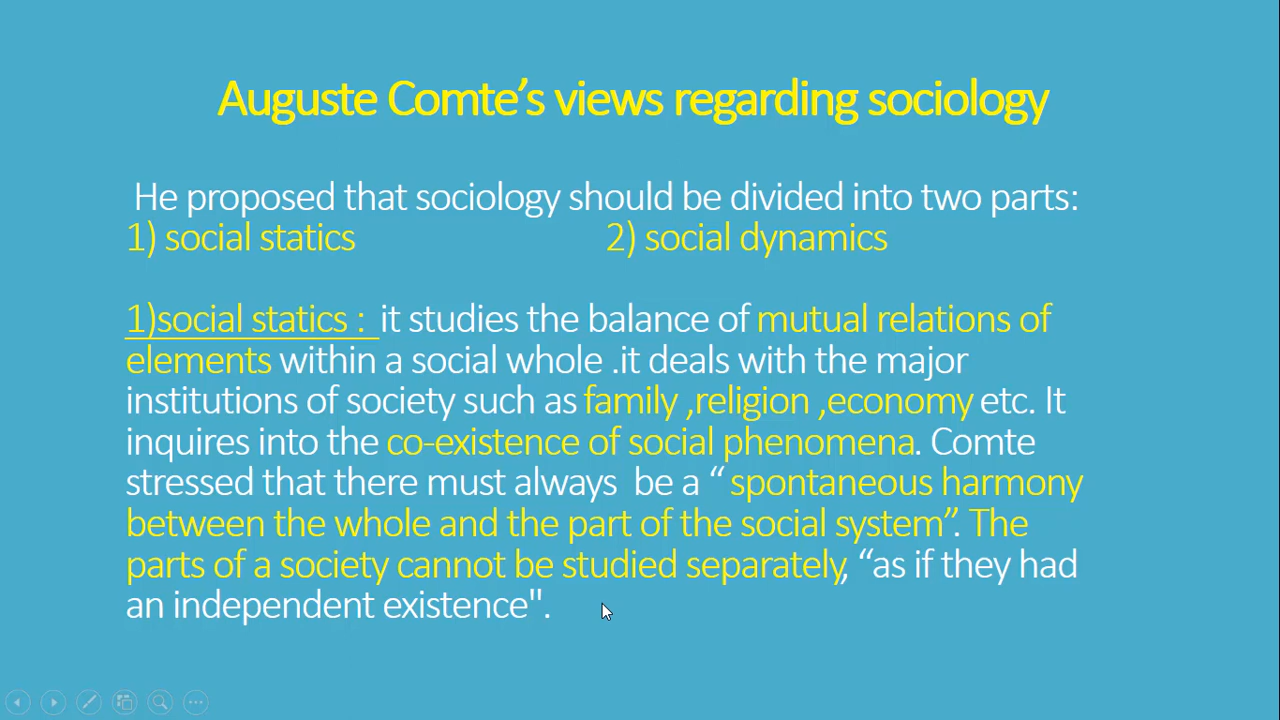 Auguste Comte’s views regarding sociology
He proposed that sociology should be divided into two parts:
1) social statics 2) social dynamics
1)social statics : it studies the balance of mutual relations of
elements within a social whole .it deals with the major
institutions of society such as family ,religion ,economy etc. It
inquires into the co-existence of social phenomena. Comte
stressed that there must always  be a “ spontaneous harmony
between the whole and the part of the social system”. The
parts of a society cannot be studied separately, “as if they had
an independent existence".